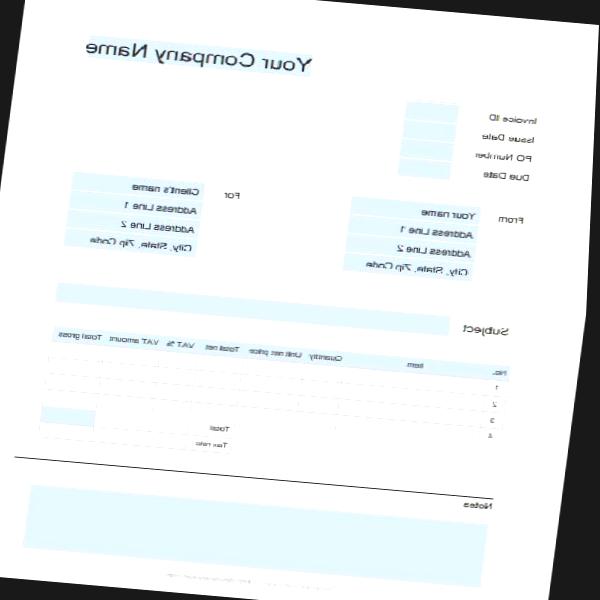 Your Company Name
Invoice ID
Issue Date
PO Number
Due Date
From
Your name
Address Line 1
Address Line 2
City, State, Zip Code
For
Client's name
Address Line 1
Address Line 2
City, State, Zip Code
Subject
No. Item Quantity Unit net price Total net VAT % VAT amount Total gross
1
2
3
4
Total
Tax rate
Notes